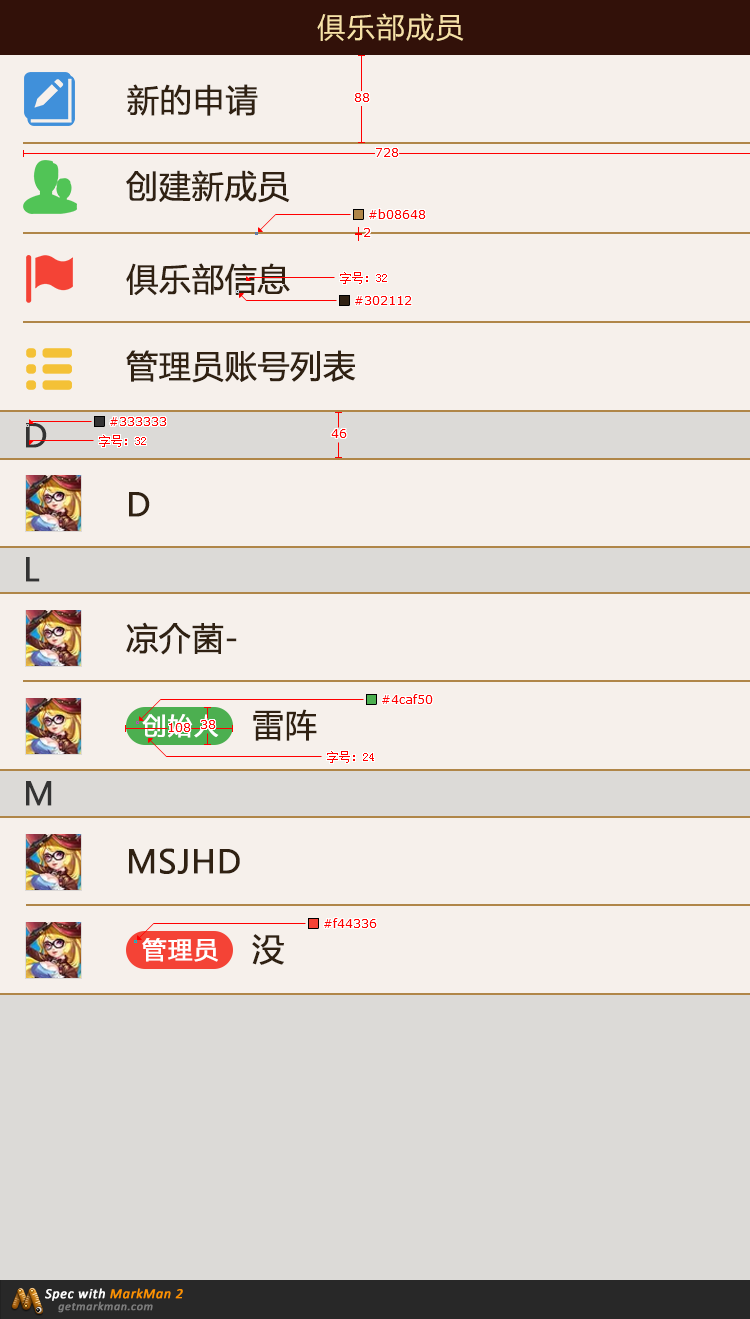 俱乐部成员
新的申请
88
728
创建新成员
#b08648
2
俱乐部信息
字号: 32
#302112
管理员账号列表
#333333
D
字号: 32
46
D
L
凉介菌-
#4caf50
创始人
108
38
雷阵
字号: 24
M
MSJHD
#f44336
管理员
没
Spec with MarkMan 2
getmarkman.com